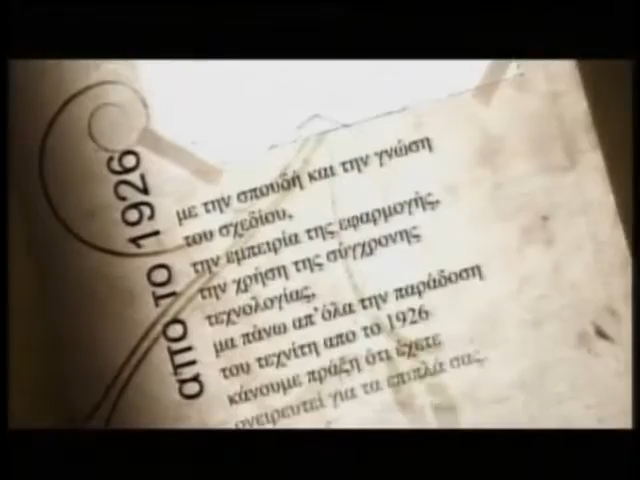 απο το 1926
με την σπουδή και την γνώση
του σχεδίου,
την εμπειρία της εφαρμογής,
την χρήση της σύγχρονης
τεχνολογίας,
μα πάνω απ'όλα την παράδοση
του τεχνίτη απο το 1926
κάνουμε πράξη ότι έχετε
ονειρευτεί για τα επιπλά σας.